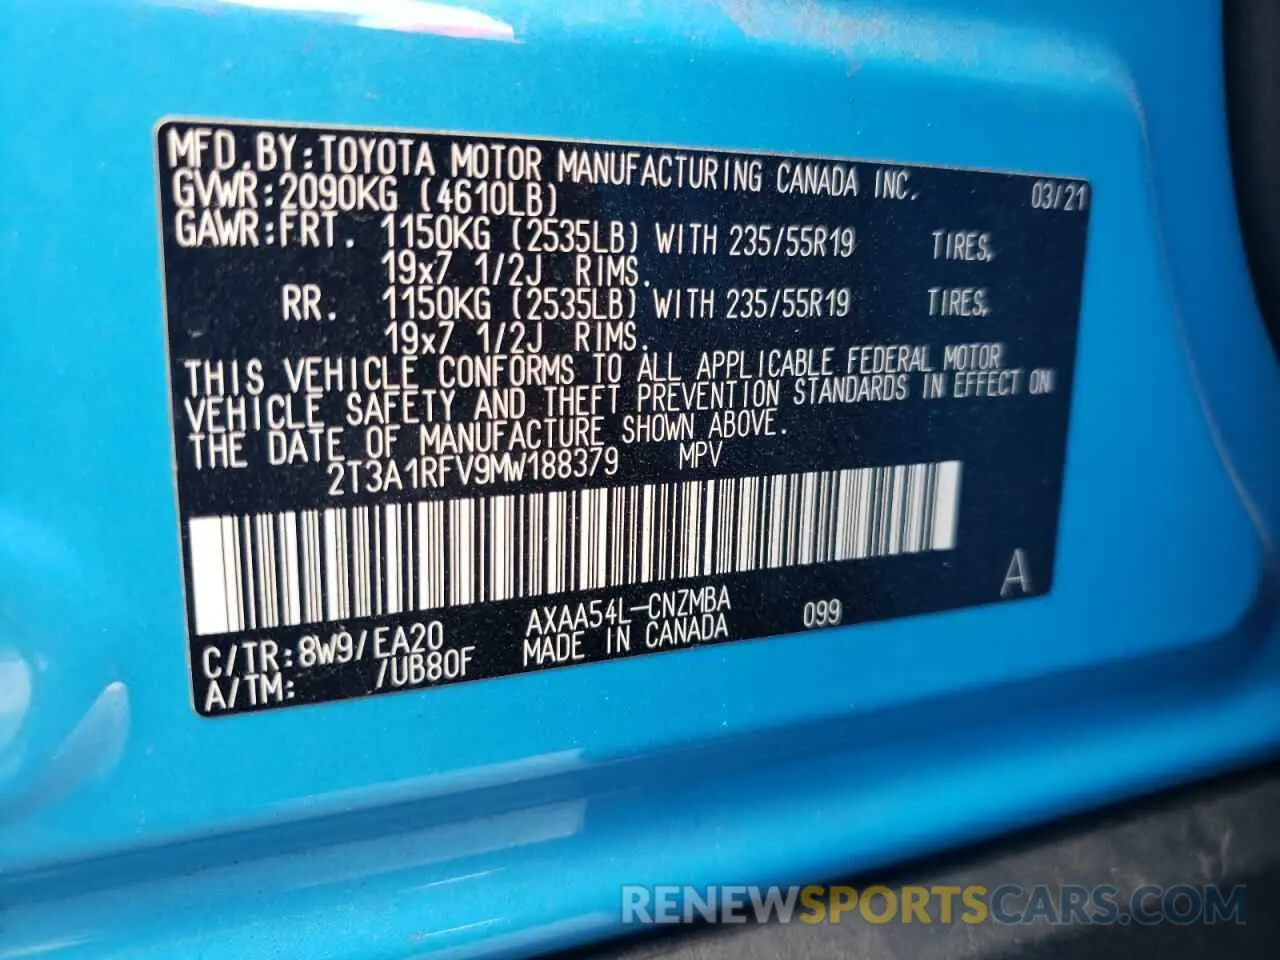 MFD.BY:TOYOTA MOTOR MANUFACTURING CANADA INC. 03/21
GVWR:2090KG (4610LB)
GAWR:FRT. 1150KG (2535LB) WITH 235/55R19 TIRES,
19x7 1/2J RIMS.
RR. 1150KG (2535LB) WITH 235/55R19 TIRES,
19x7 1/2J RIMS.
THIS VEHICLE CONFORMS TO ALL APPLICABLE FEDERAL MOTOR
VEHICLE SAFETY AND THEFT PREVENTION STANDARDS IN EFFECT ON
THE DATE OF MANUFACTURE SHOWN ABOVE.
2T3A1RFV9MW188379 MPV
A
C/TR:8W9/EA20 AXAA54L-CNZMBA 099
A/TM: /UB80F MADE IN CANADA
RENEWSPORTSCARS.COM